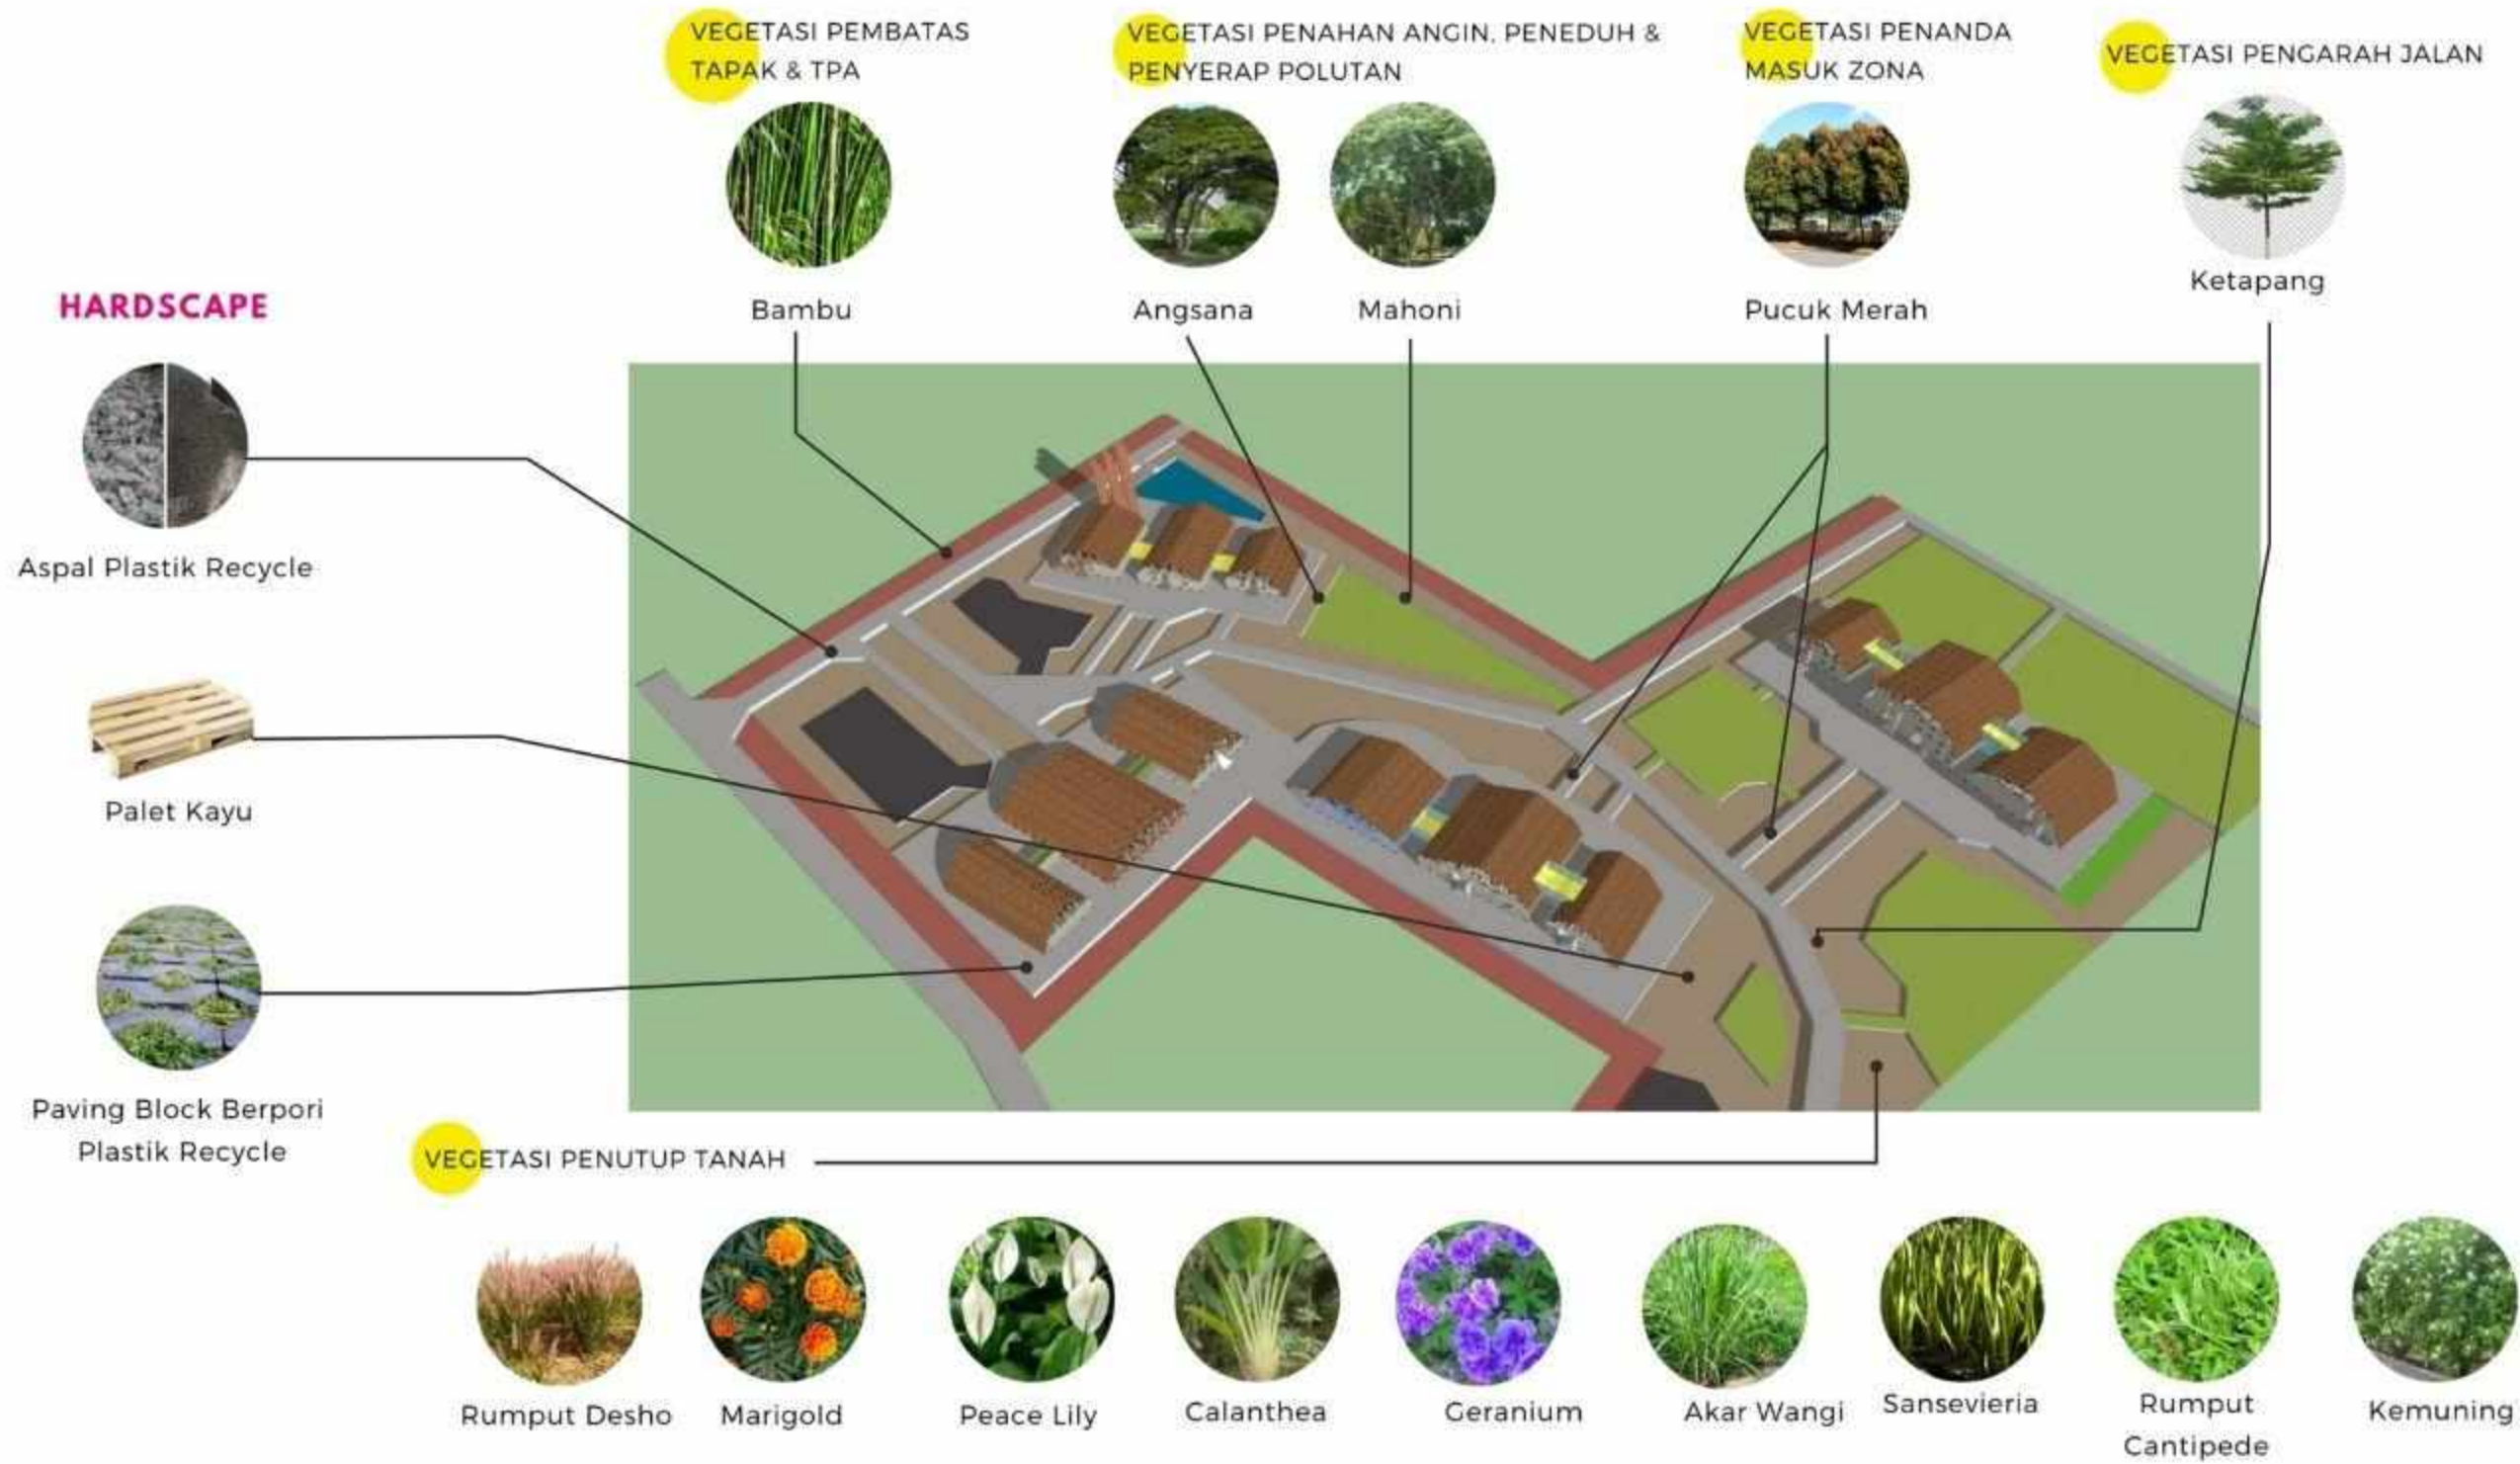 VEGETASI PEMBATAS
TAPAK & TPA
VEGETASI PENAHAN ANGIN, PENEDUH &
PENYERAP POLUTAN
VEGETASI PENANDA
MASUK ZONA
VEGETASI PENGARAH JALAN
Bambu
Angsana
Mahoni
Pucuk Merah
Ketapang
HARDSCAPE
Aspal Plastik Recycle
Palet Kayu
Paving Block Berpori
Plastik Recycle
VEGETASI PENUTUP TANAH
Rumput Desho
Marigold
Peace Lily
Calanthea
Geranium
Akar Wangi
Sansevieria
Rumput
Cantipede
Kemuning